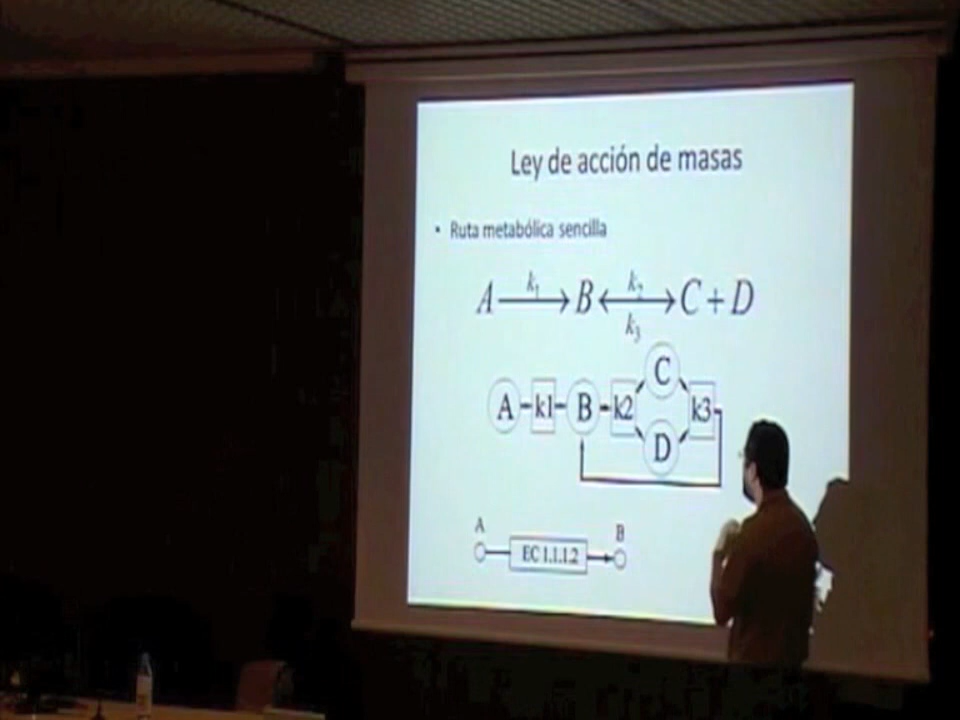 Ley de acción de masas
• Ruta metabólica sencilla
A k₁ B k₂ C + D
k₃
C
A k1 B k2 k3
D
A B
EC 1.1.1.2